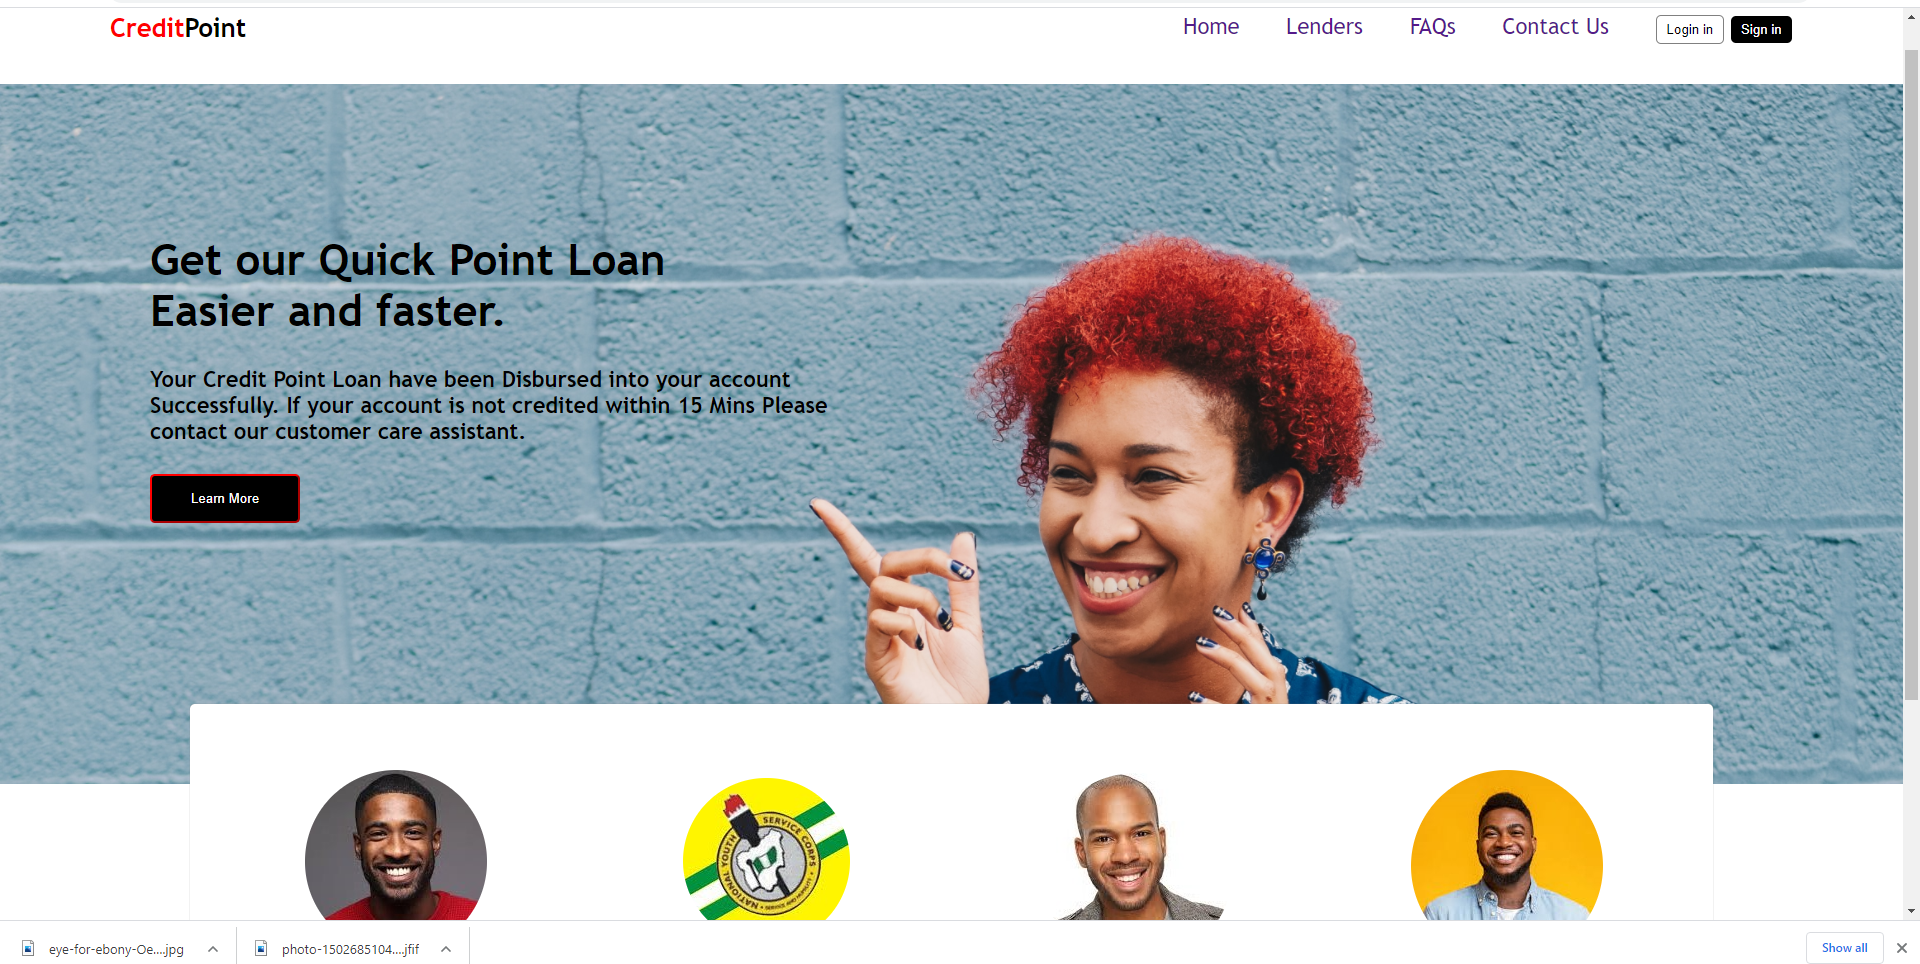 CreditPoint
Home Lenders FAQs Contact Us Login in Sign in
Get our Quick Point Loan
Easier and faster.
Your Credit Point Loan have been Disbursed into your account
Successfully. If your account is not credited within 15 Mins Please
contact our customer care assistant.
Learn More
NATIONAL YOUTH SERVICE CORPS
SERVICE AND HUMILITY
eye-for-ebony-Oe....jpg
photo-1502685104....jfif
Show all